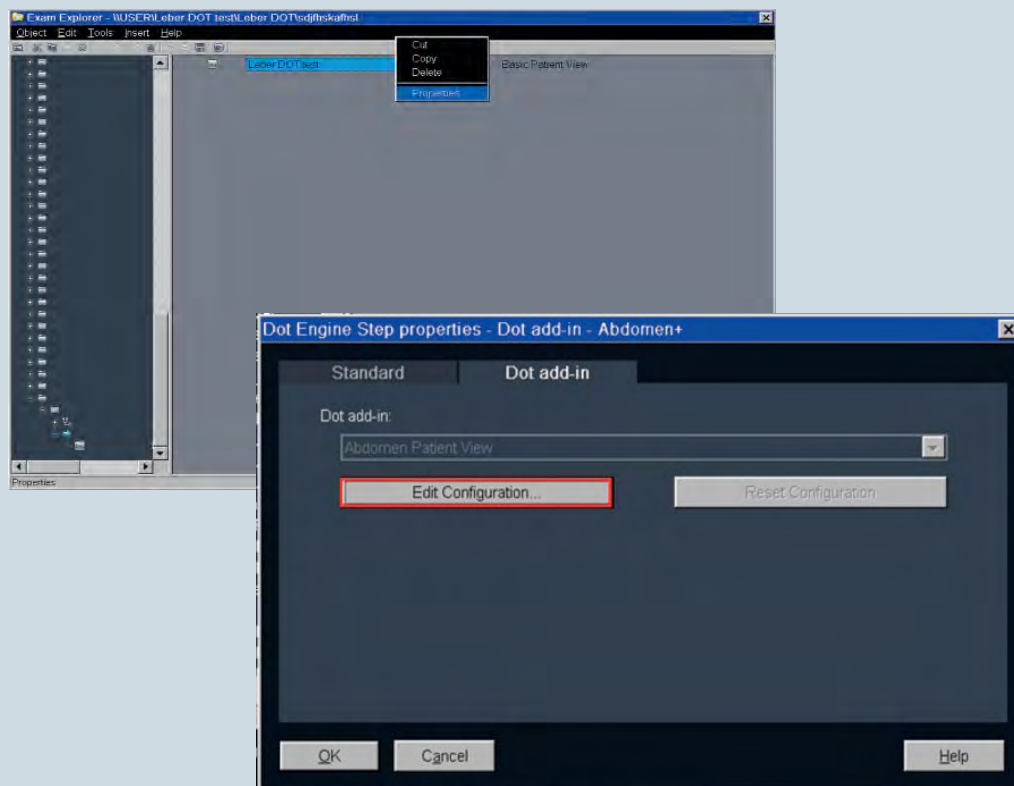 Exam Explorer - \\USER\Leber DOT test\Leber DOT\sdjfhskafhsl
Object Edit Tools Insert Help
Cut
Copy
Delete
Properties
Leber DOT test
Basic Patient View
Properties
Dot Engine Step properties - Dot add-in - Abdomen+
Standard Dot add-in
Dot add-in:
Abdomen Patient View
Edit Configuration... Reset Configuration
OK Cancel Help